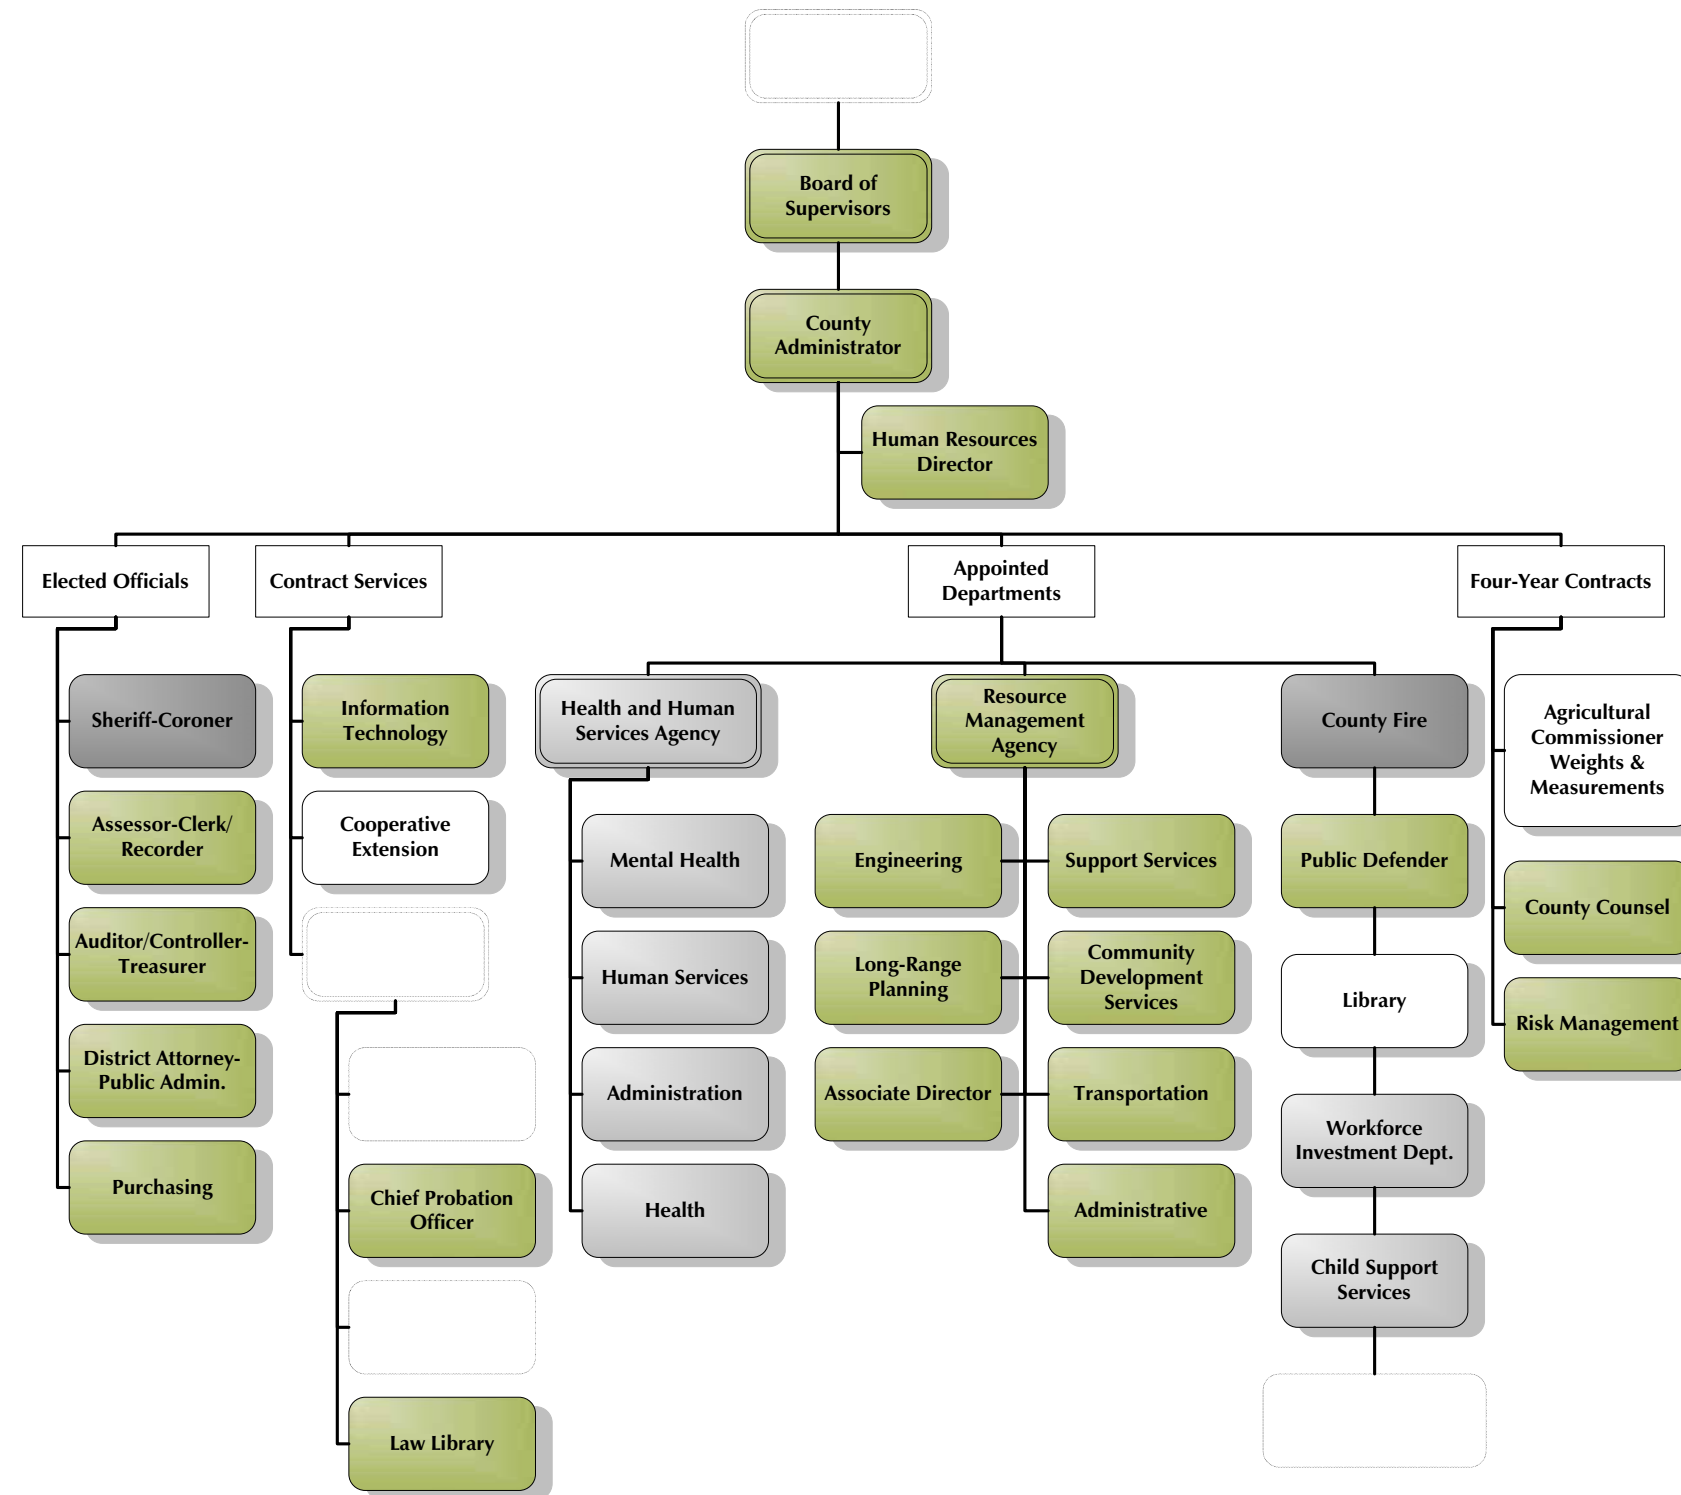 Board of
Supervisors
County
Administrator
Human Resources
Director
Elected Officials
Contract Services
Appointed
Departments
Four-Year Contracts
Sheriff-Coroner
Assessor-Clerk/
Recorder
Auditor/Controller-
Treasurer
District Attorney-
Public Admin.
Purchasing
Information
Technology
Cooperative
Extension
Chief Probation
Officer
Law Library
Health and Human
Services Agency
Mental Health
Human Services
Administration
Health
Resource
Management
Agency
Engineering
Support Services
Long-Range
Planning
Community
Development
Services
Associate Director
Transportation
Administrative
County Fire
Public Defender
Library
Workforce
Investment Dept.
Child Support
Services
Agricultural
Commissioner
Weights &
Measurements
County Counsel
Risk Management